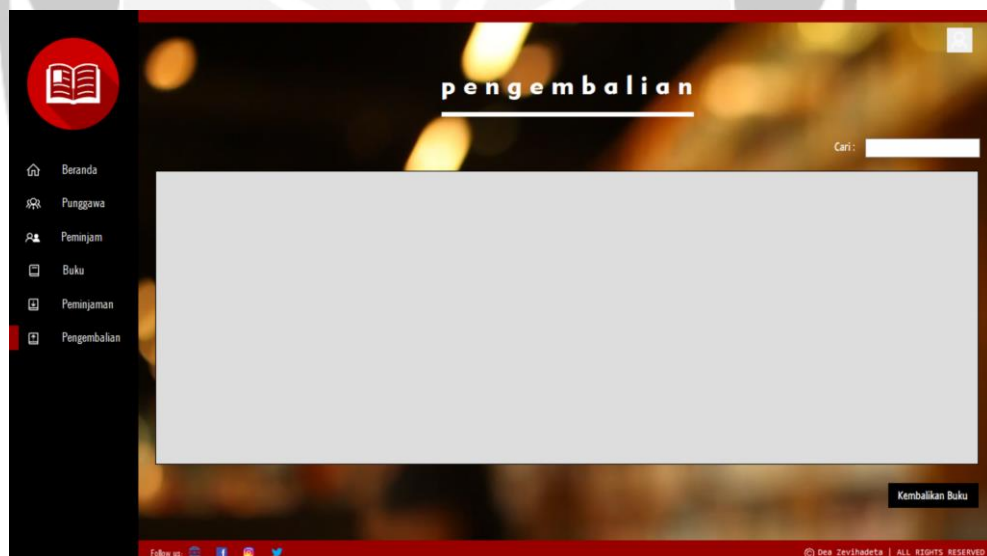 pengembalian
Cari :
Beranda
Punggawa
Peminjam
Buku
Peminjaman
Pengembalian
Kembalikan Buku
Follow us:
© Dea Zevihadeta | ALL RIGHTS RESERVED